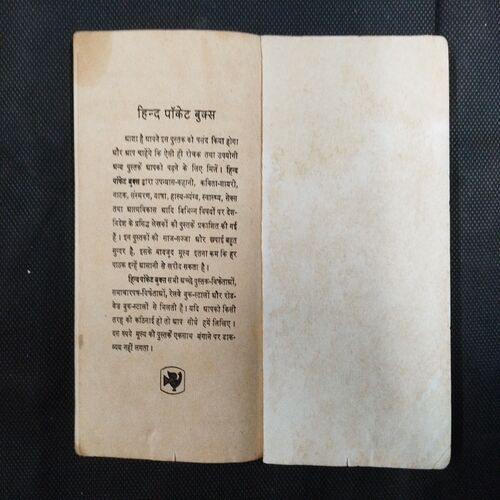 हिन्द पॉकेट बुक्स
आशा है आपने इस पुस्तक को पसंद किया होगा
और आप चाहेंगे कि ऐसी ही रोचक तथा उपयोगी
अन्य पुस्तकें आपको पढ़ने के लिए मिलें। हिन्द
पॉकेट बुक्स द्वारा उपन्यास-कहानी, कविता-शायरी,
नाटक, संस्मरण, यात्रा, हास्य-व्यंग्य, स्वास्थ्य, सेक्स
तथा आत्मविकास आदि विभिन्न विषयों पर देश-
विदेश के प्रसिद्ध लेखकों की पुस्तकें प्रकाशित की गई
हैं। इन पुस्तकों की साज-सज्जा और छपाई बहुत
सुन्दर है, इसके बावजूद मूल्य इतना कम कि हर
पाठक इन्हें आसानी से खरीद सकता है।
हिन्द पॉकेट बुक्स सभी अच्छे पुस्तक-विक्रेताओं,
समाचारपत्र-विक्रेताओं, रेलवे बुक-स्टालों और रोड-
वेज़ बुक-स्टालों से मिलती हैं। यदि आपको किसी
तरह की कठिनाई हो तो आप सीधे हमें लिखिए।
दस रुपये मूल्य की पुस्तकें एकसाथ मंगाने पर डाक-
व्यय नहीं लगता।